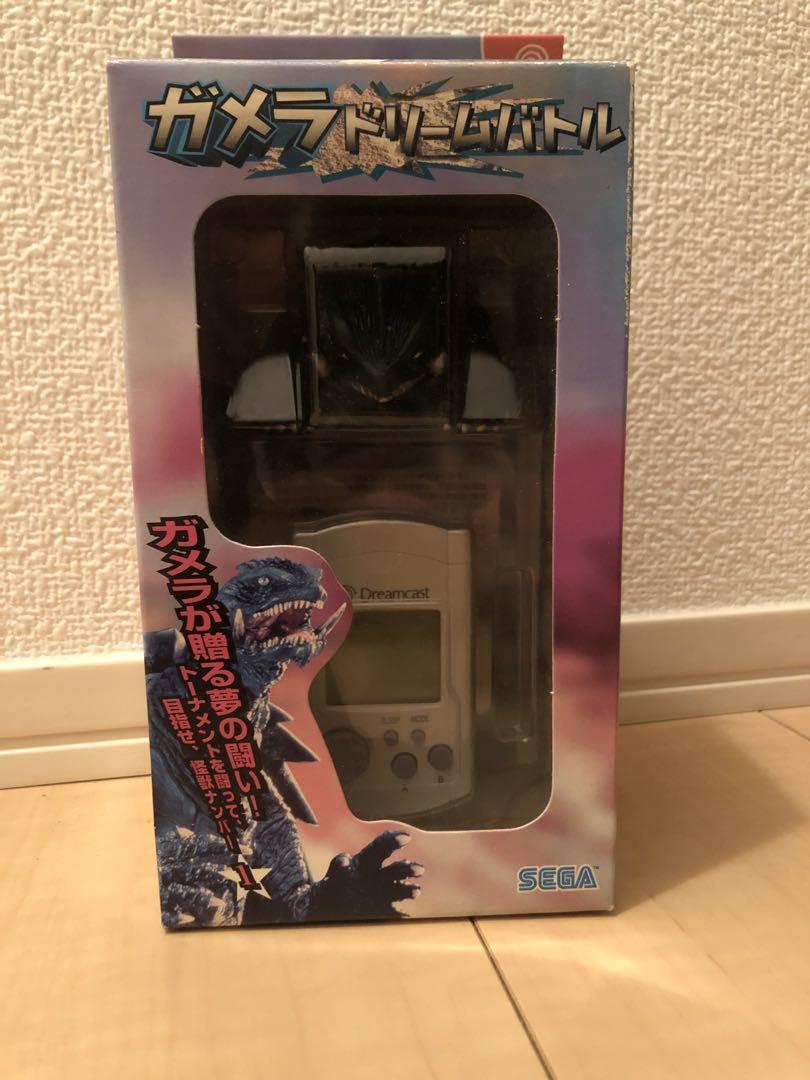 ガメラ ドリームバトル
Dreamcast
SLEEP MODE
A B
ガメラが贈る夢の闘い!
トーナメントを闘って、
目指せ、怪獣ナンバー1
SEGA™